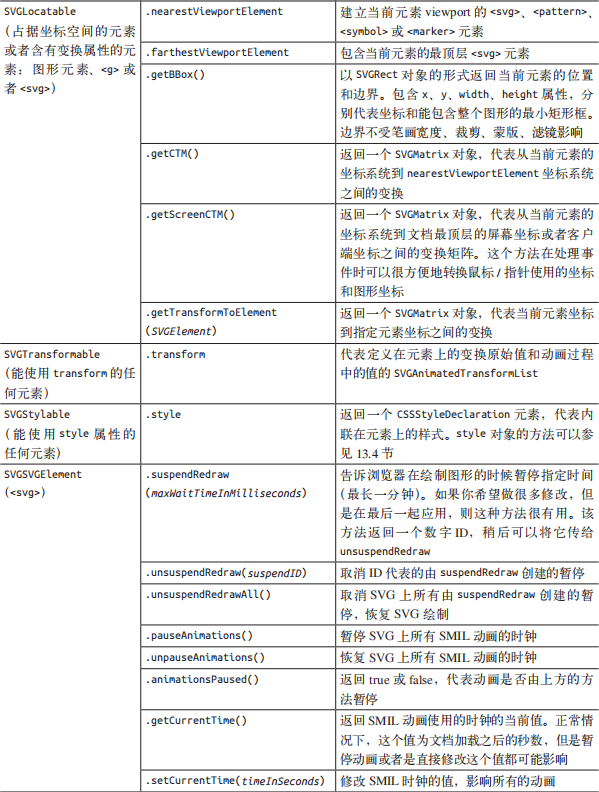 SVGLocatable
(占据坐标空间的元素
或者含有变换属性的元
素：图形元素、<g> 或
者 <svg>)
.nearestViewportElement
建立当前元素 viewport 的 <svg>、<pattern>、
<symbol> 或 <marker> 元素
.farthestViewportElement
包含当前元素的最顶层 <svg> 元素
.getBBox()
以 SVGRect 对象的形式返回当前元素的位置
和边界。包含 x、y、width、height 属性，分
别代表坐标和能包含整个图形的最小矩形框。
边界不受笔画宽度、裁剪、蒙版、滤镜影响
.getCTM()
返回一个 SVGMatrix 对象，代表从当前元素的
坐标系统到 nearestViewportElement 坐标系统
之间的变换
.getScreenCTM()
返回一个 SVGMatrix 对象，代表从当前元素的
坐标系统到文档最顶层的屏幕坐标或者客户
端坐标之间的变换矩阵。这个方法在处理事
件时可以很方便地转换鼠标 / 指针使用的坐标
和图形坐标
.getTransformToElement
(SVGElement)
返回一个 SVGMatrix 对象，代表当前元素坐标
到指定元素坐标之间的变换
SVGTransformable
(能使用 transform 的任
何元素)
.transform
代表定义在元素上的变换原始值和动画过程
中的值的 SVGAnimatedTransformList
SVGStylable
(能使用 style 属性的
任何元素)
.style
返回一个 CSSStyleDeclaration 元素，代表内
联在元素上的样式。style 对象的方法可以参
见 13.4 节
SVGSVGElement
(<svg>)
.suspendRedraw
(maxWaitTimeInMilliseconds)
告诉浏览器在绘制图形的时候暂停指定时间
(最长一分钟)。如果你希望做很多修改，但
是在最后一起应用，则这种方法很有用。该
方法返回一个数字 ID，稍后可以将它传给
unsuspendRedraw
.unsuspendRedraw(suspendID)
取消 ID 代表的由 suspendRedraw 创建的暂停
.unsuspendRedrawAll()
取消 SVG 上所有由 suspendRedraw 创建的暂
停，恢复 SVG 绘制
.pauseAnimations()
暂停 SVG 上所有 SMIL 动画的时钟
.unpauseAnimations()
恢复 SVG 上所有 SMIL 动画的时钟
.animationsPaused()
返回 true 或 false，代表动画是否由上方的方
法暂停
.getCurrentTime()
返回 SMIL 动画使用的时钟的当前值。正常情
况下，这个值为文档加载之后的秒数，但是暂
停动画或者是直接修改这个值都可能影响
.setCurrentTime(timeInSeconds)
修改 SMIL 时钟的值，影响所有的动画